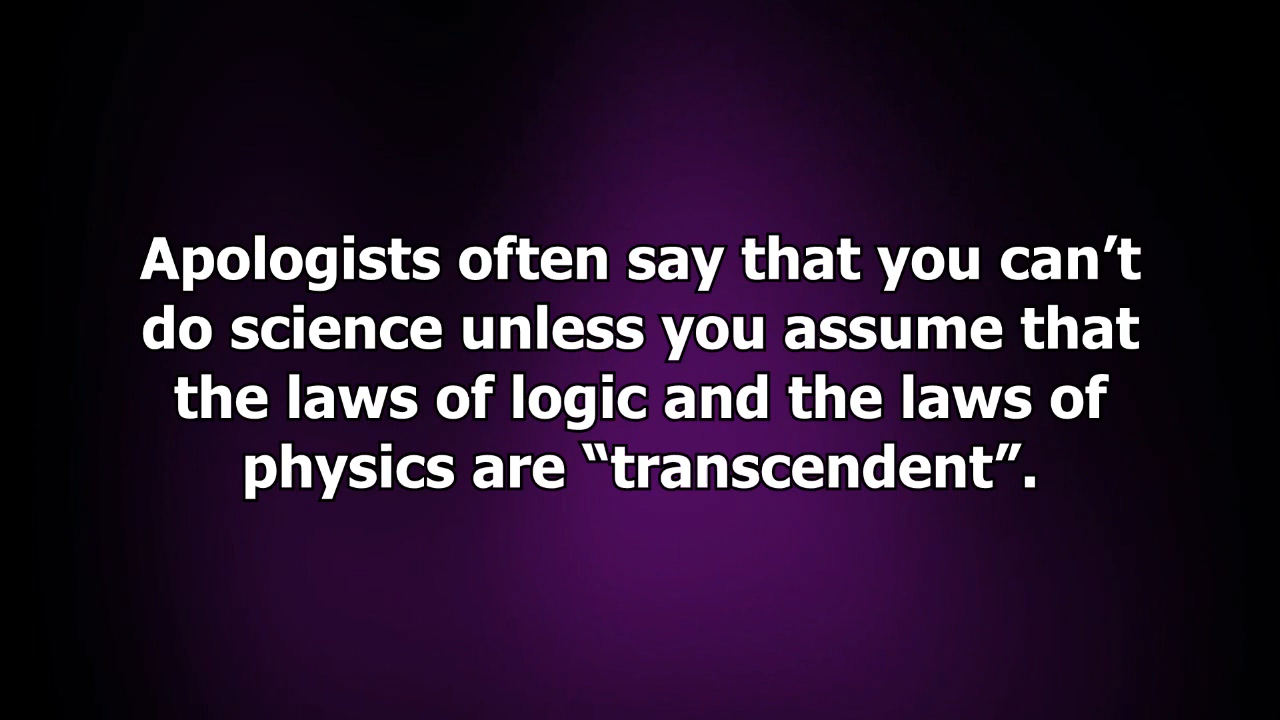 Apologists often say that you can’t
do science unless you assume that
the laws of logic and the laws of
physics are “transcendent”.